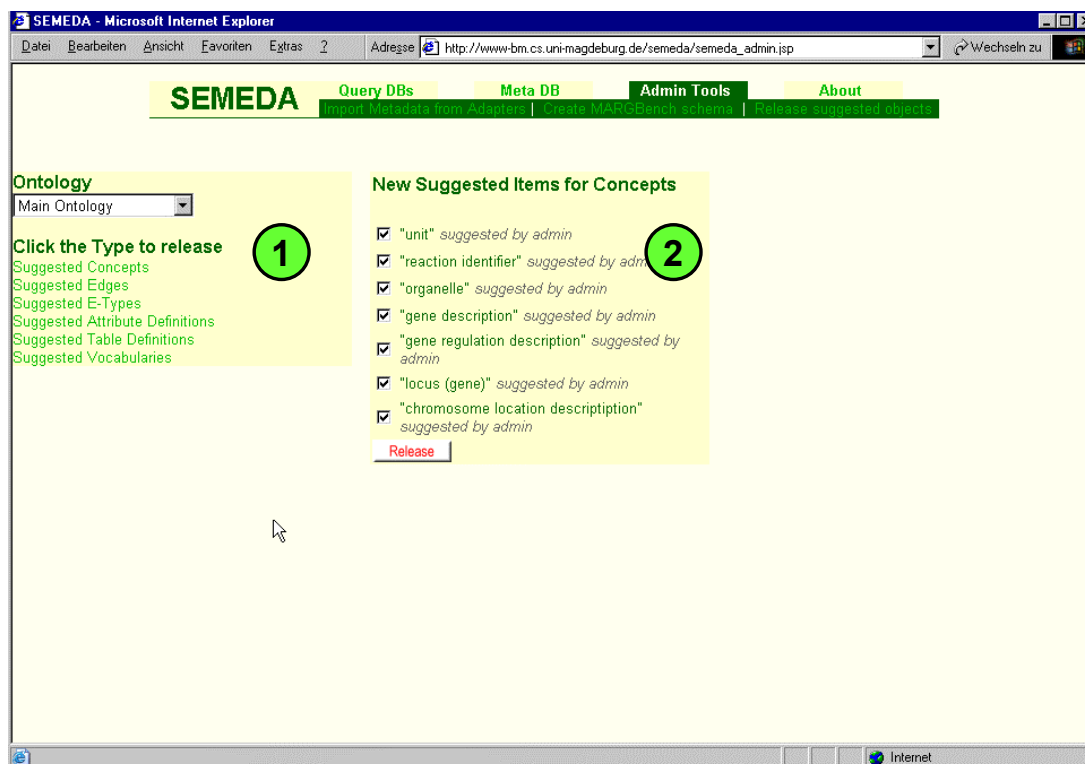 SEMEDA - Microsoft Internet Explorer
Datei Bearbeiten Ansicht Favoriten Extras ? Adresse http://www-bm.cs.uni-magdeburg.de/semeda/semeda_admin.jsp Wechseln zu
SEMEDA
Query DBs Meta DB Admin Tools About
Import Metadata from Adapters | Create MARGBench schema | Release suggested objects
Ontology
Main Ontology
Click the Type to release
Suggested Concepts
Suggested Edges
Suggested E-Types
Suggested Attribute Definitions
Suggested Table Definitions
Suggested Vocabularies
1
New Suggested Items for Concepts
"unit" suggested by admin
"reaction identifier" suggested by adm
"organelle" suggested by admin
"gene description" suggested by admin
"gene regulation description" suggested by
admin
"locus (gene)" suggested by admin
"chromosome location descriptiption"
suggested by admin
Release
2
Internet